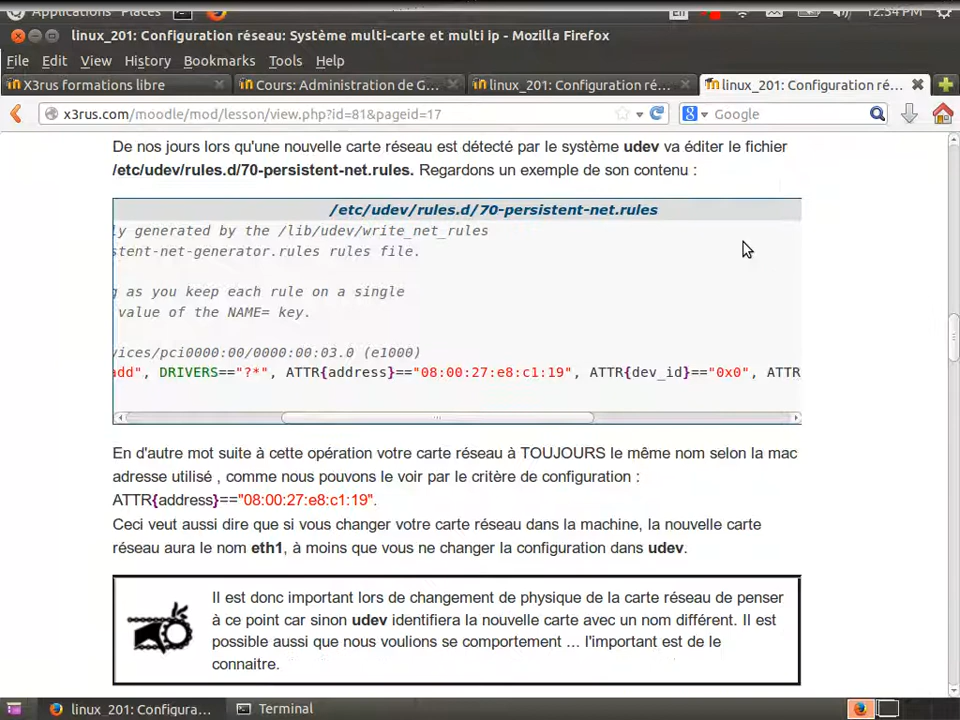 Applications Places En 12:54 PM
linux_201: Configuration réseau: Système multi-carte et multi ip - Mozilla Firefox
File Edit View History Bookmarks Tools Help
X3rus formations libre Cours: Administration de G... linux_201: Configuration ré... linux_201: Configuration ré...
x3rus.com/moodle/mod/lesson/view.php?id=81&pageid=17 Google
De nos jours lors qu'une nouvelle carte réseau est détecté par le système udev va éditer le fichier
/etc/udev/rules.d/70-persistent-net.rules. Regardons un exemple de son contenu :
/etc/udev/rules.d/70-persistent-net.rules
ly generated by the /lib/udev/write_net_rules
stent-net-generator.rules rules file.
g as you keep each rule on a single
value of the NAME= key.
vices/pci0000:00/0000:00:03.0 (e1000)
add", DRIVERS=="?*", ATTR{address}=="08:00:27:e8:c1:19", ATTR{dev_id}=="0x0", ATTR
En d'autre mot suite à cette opération votre carte réseau à TOUJOURS le même nom selon la mac
adresse utilisé , comme nous pouvons le voir par le critère de configuration :
ATTR{address}=="08:00:27:e8:c1:19".
Ceci veut aussi dire que si vous changer votre carte réseau dans la machine, la nouvelle carte
réseau aura le nom eth1, à moins que vous ne changer la configuration dans udev.
Il est donc important lors de changement de physique de la carte réseau de penser
à ce point car sinon udev identifiera la nouvelle carte avec un nom différent. Il est
possible aussi que nous voulions se comportement ... l'important est de le
connaitre.
linux_201: Configura... Terminal